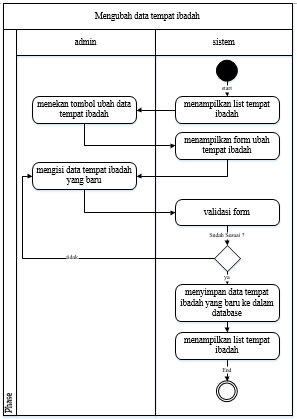 Mengubah data tempat ibadah
admin
sistem
start
menampilkan list tempat
ibadah
menekan tombol ubah data
tempat ibadah
menampilkan form ubah
tempat ibadah
mengisi data tempat ibadah
yang baru
validasi form
Sudah Sesuai ?
tidak
ya
menyimpan data tempat
ibadah yang baru ke dalam
database
menampilkan list tempat
ibadah
End
Phase